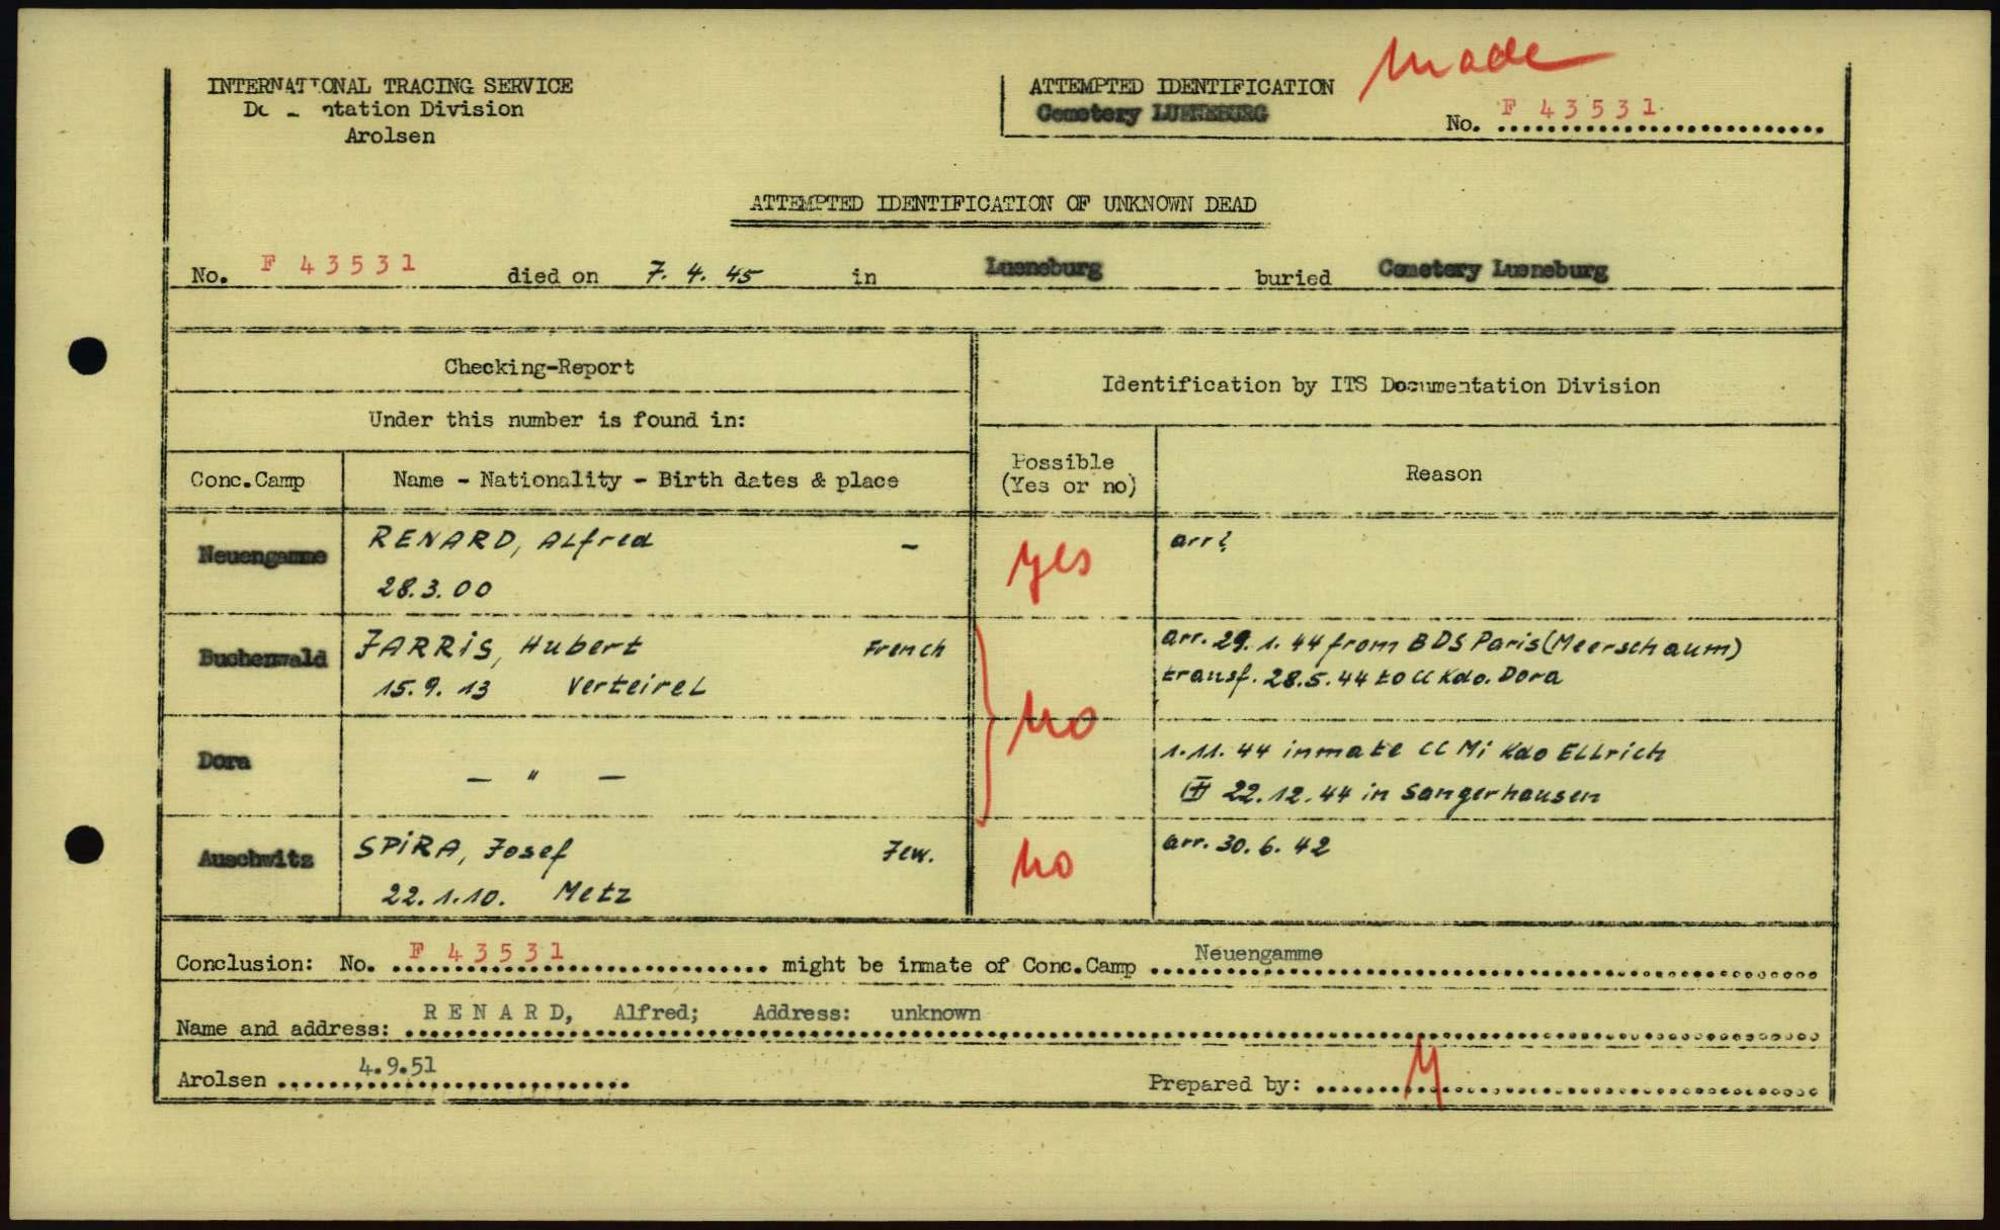 INTERNATIONAL TRACING SERVICE
Documentation Division
Arolsen
ATTEMPTED IDENTIFICATION made
Cemetery LUENEBURG
No. F 43531
ATTEMPTED IDENTIFICATION OF UNKNOWN DEAD
No. F 43531 died on 7. 4. 45 in Lueneburg buried Cemetery Lueneburg
Checking-Report
Identification by ITS Documentation Division
Under this number is found in:
Conc.Camp Name - Nationality - Birth dates & place Possible (Yes or no) Reason
Neuengamme RENARD, Alfred - yes arr?
28.3.00
Buchenwald JARRIS, Hubert French arr. 29. 1. 44 from BDS Paris (Meerschaum)
15. 9. 13 Verteirel transf. 28.5.44 to CC Kdo. Dora
no
Dora - " - 1.11. 44 inmate CC Mi Kdo Ellrich
22.12.44 in Sangerhausen
Auschwitz SPIRA, Josef Jew. no arr. 30. 6. 42
22. 1. 10. Metz
Conclusion: No. F 43531 might be inmate of Conc.Camp Neuengamme
Name and address: RENARD, Alfred; Address: unknown
Arolsen 4.9.51 Prepared by: